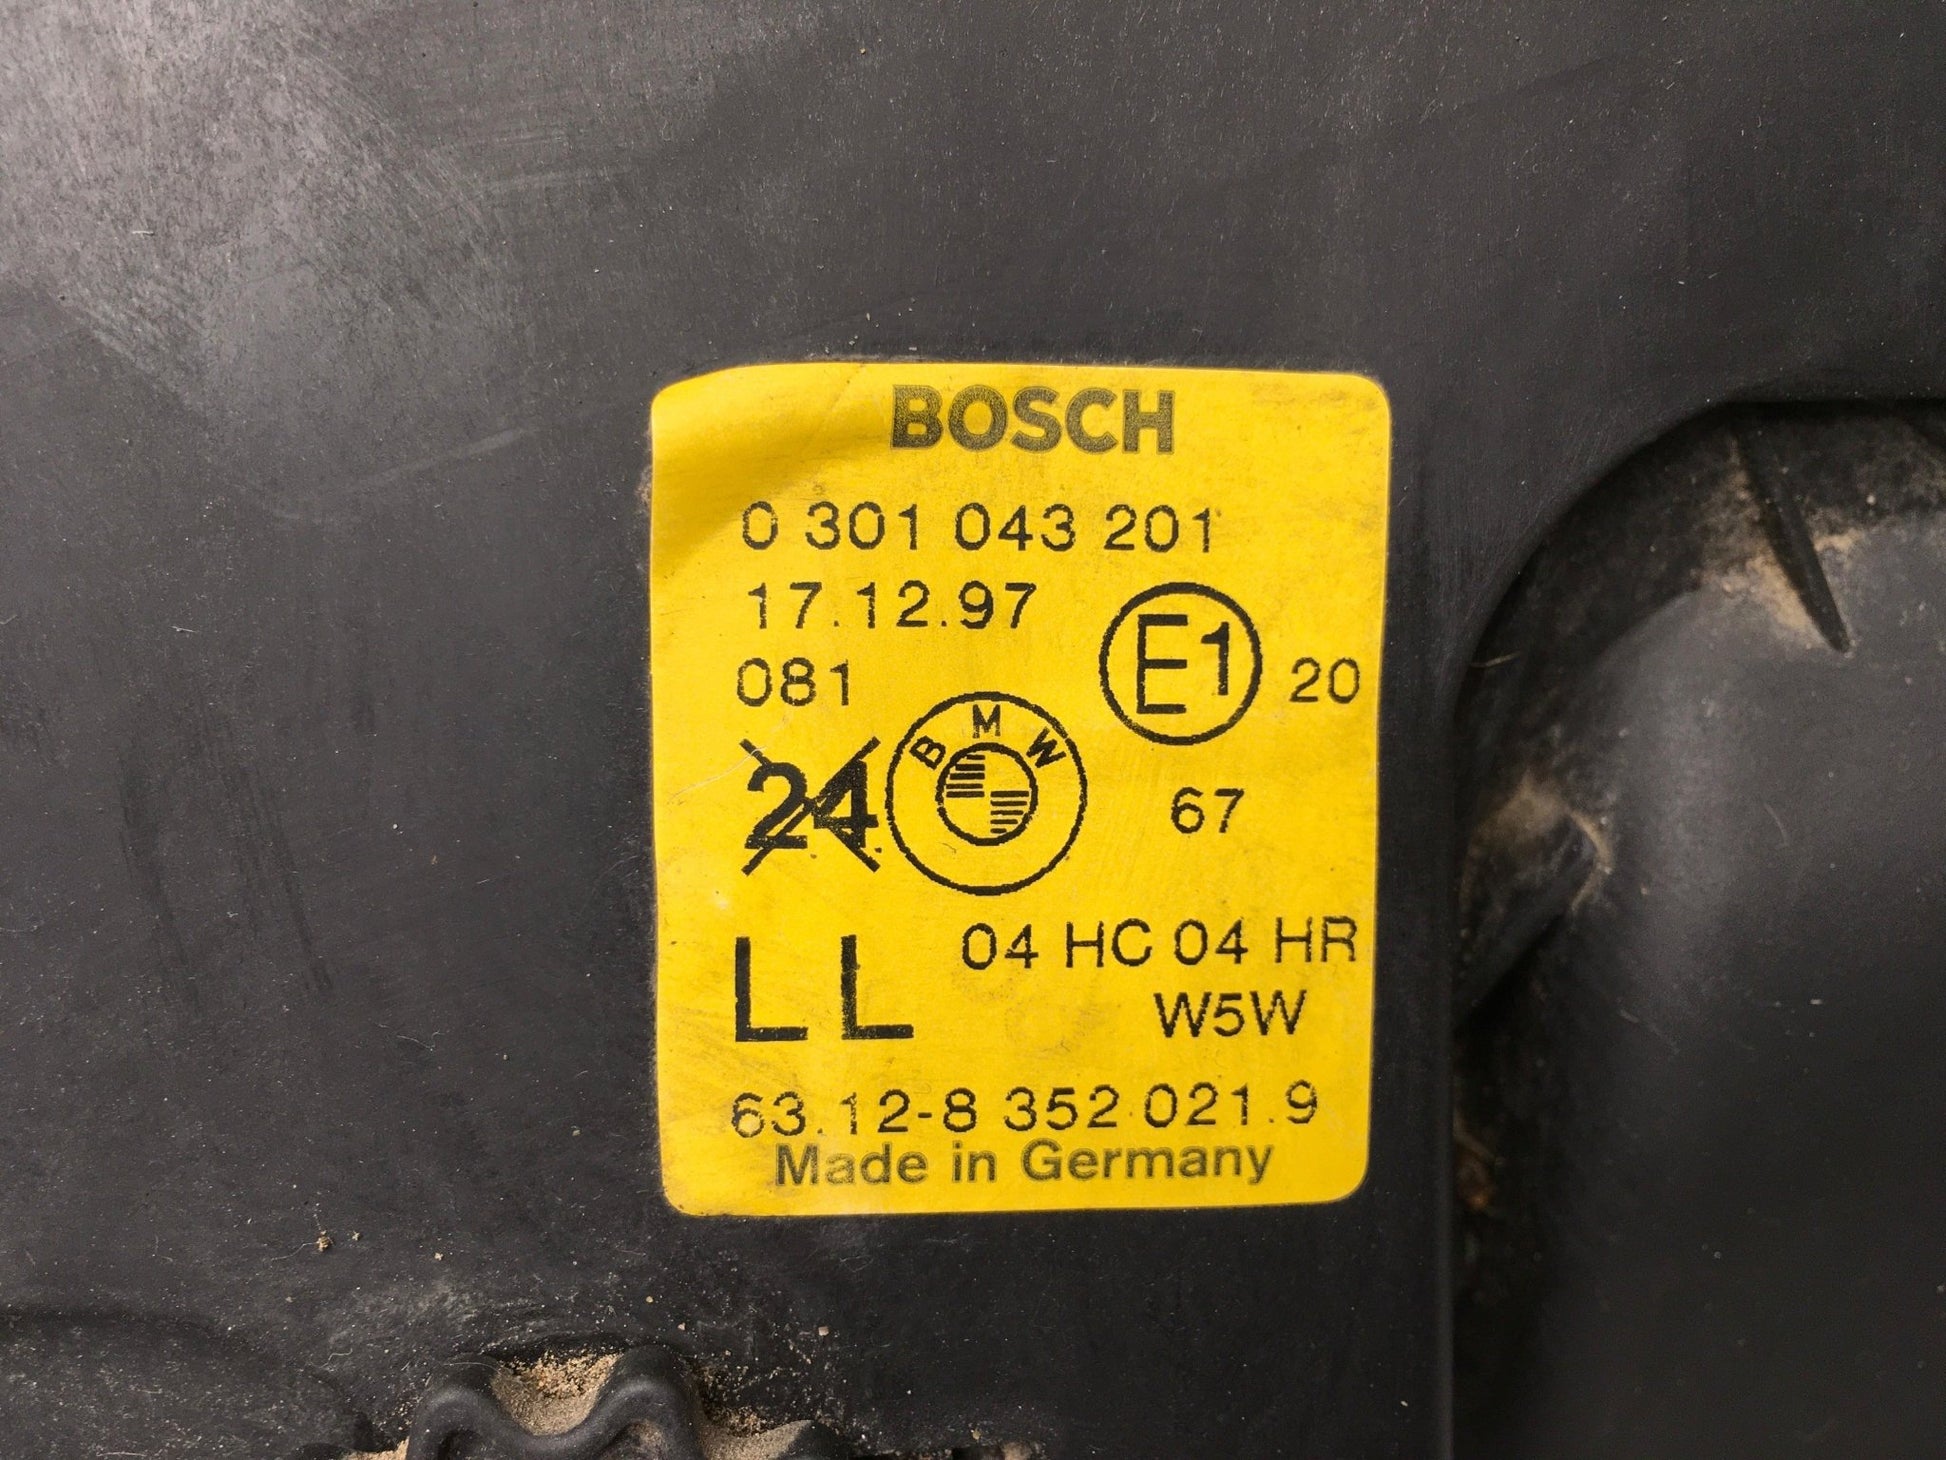 BOSCH
0 301 043 201
17.12.97
E1
081
20
BMW
24
67
LL
04 HC 04 HR
W5W
63.12-8 352 021.9
Made in Germany